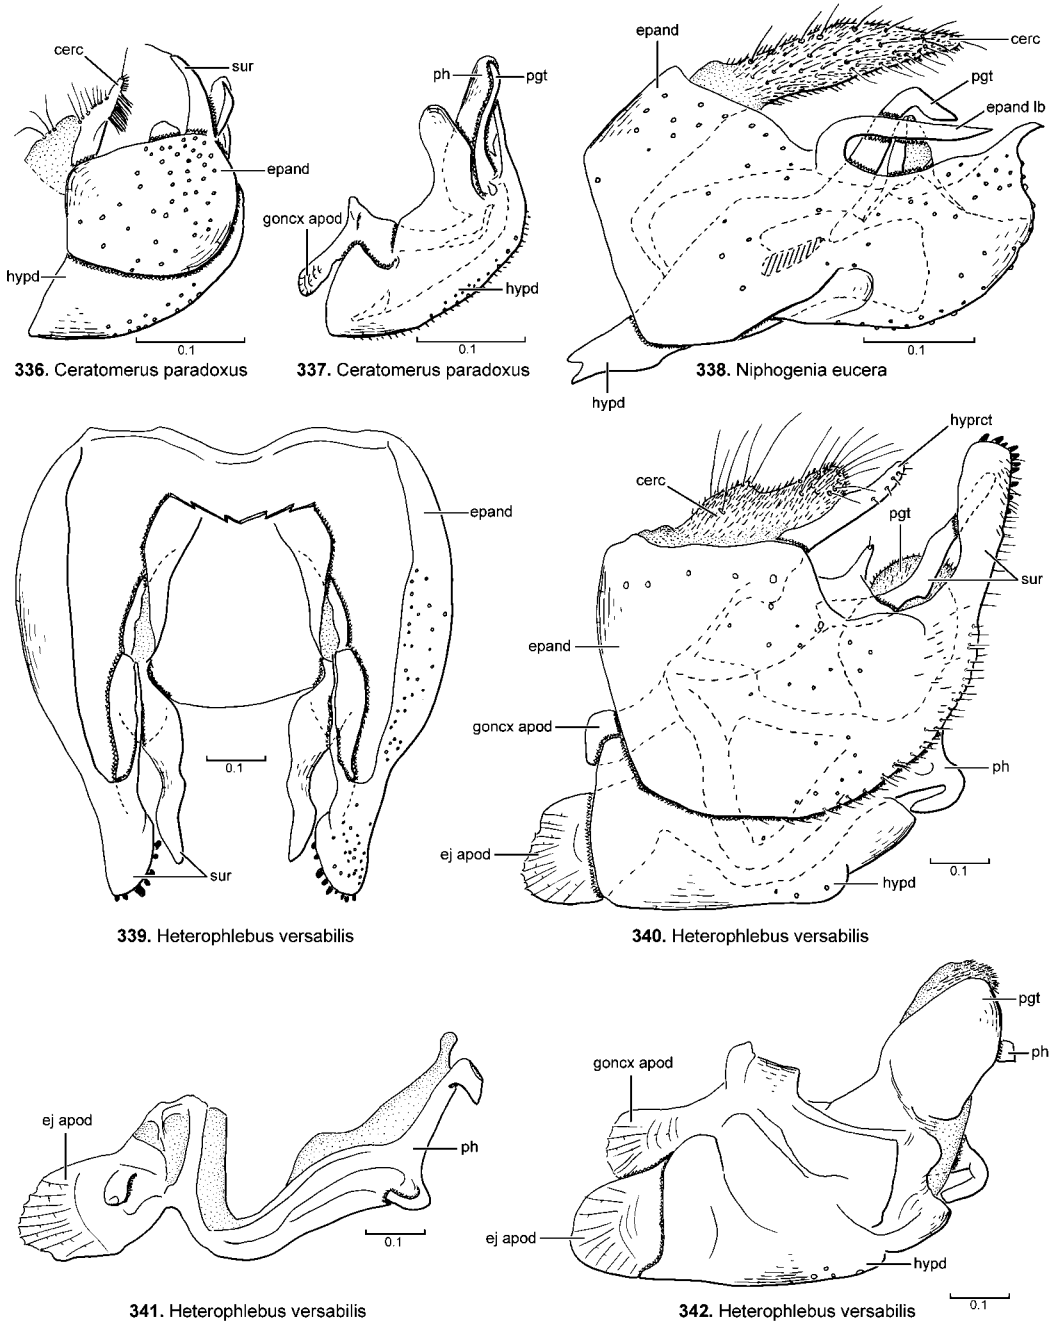 cerc
sur
epand
hypd
0.1
336. Ceratomerus paradoxus
ph
pgt
goncx apod
hypd
0.1
337. Ceratomerus paradoxus
epand
cerc
pgt
epand lb
0.1
338. Niphogenia eucera
hypd
epand
0.1
sur
339. Heterophlebus versabilis
hyprct
cerc
pgt
sur
epand
goncx apod
ph
ej apod
hypd
0.1
340. Heterophlebus versabilis
ej apod
ph
0.1
341. Heterophlebus versabilis
pgt
ph
goncx apod
ej apod
hypd
0.1
342. Heterophlebus versabilis